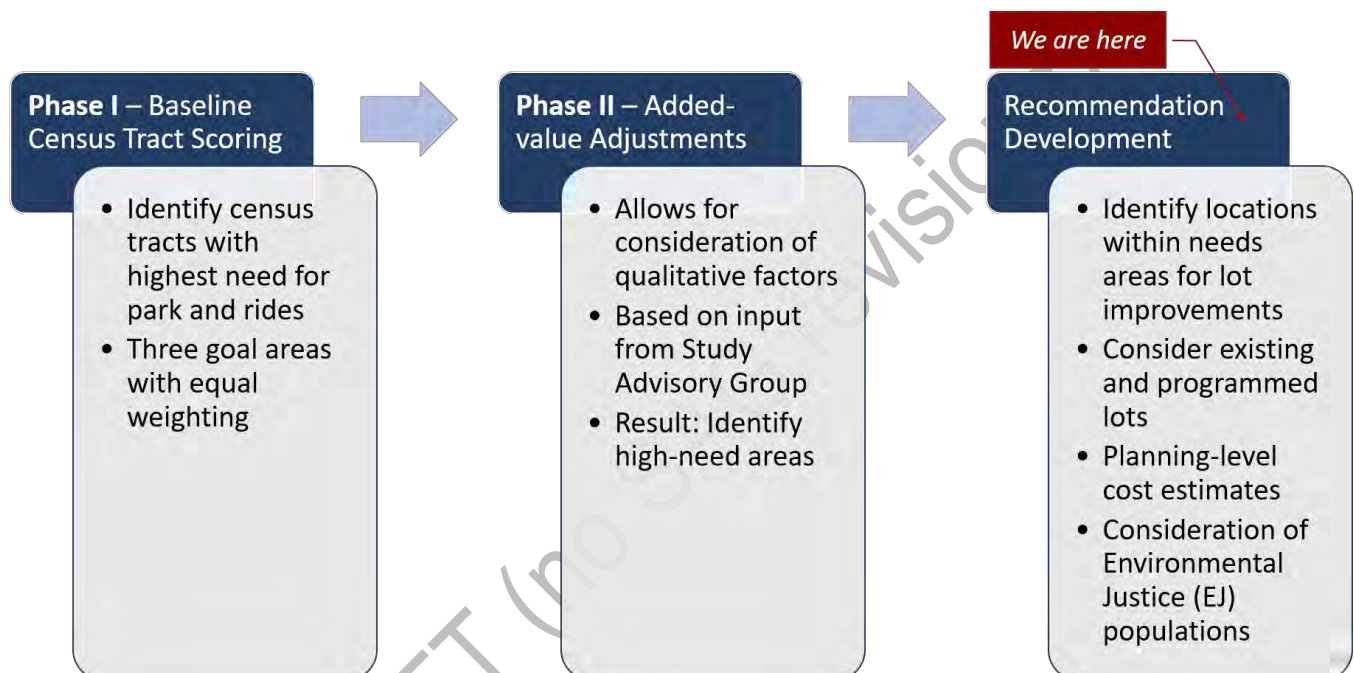 We are here
Phase I – Baseline
Census Tract Scoring
• Identify census
tracts with
highest need for
park and rides
• Three goal areas
with equal
weighting
Phase II – Added-
value Adjustments
• Allows for
consideration of
qualitative factors
• Based on input
from Study
Advisory Group
• Result: Identify
high-need areas
Recommendation
Development
• Identify locations
within needs
areas for lot
improvements
• Consider existing
and programmed
lots
• Planning-level
cost estimates
• Consideration of
Environmental
Justice (EJ)
populations